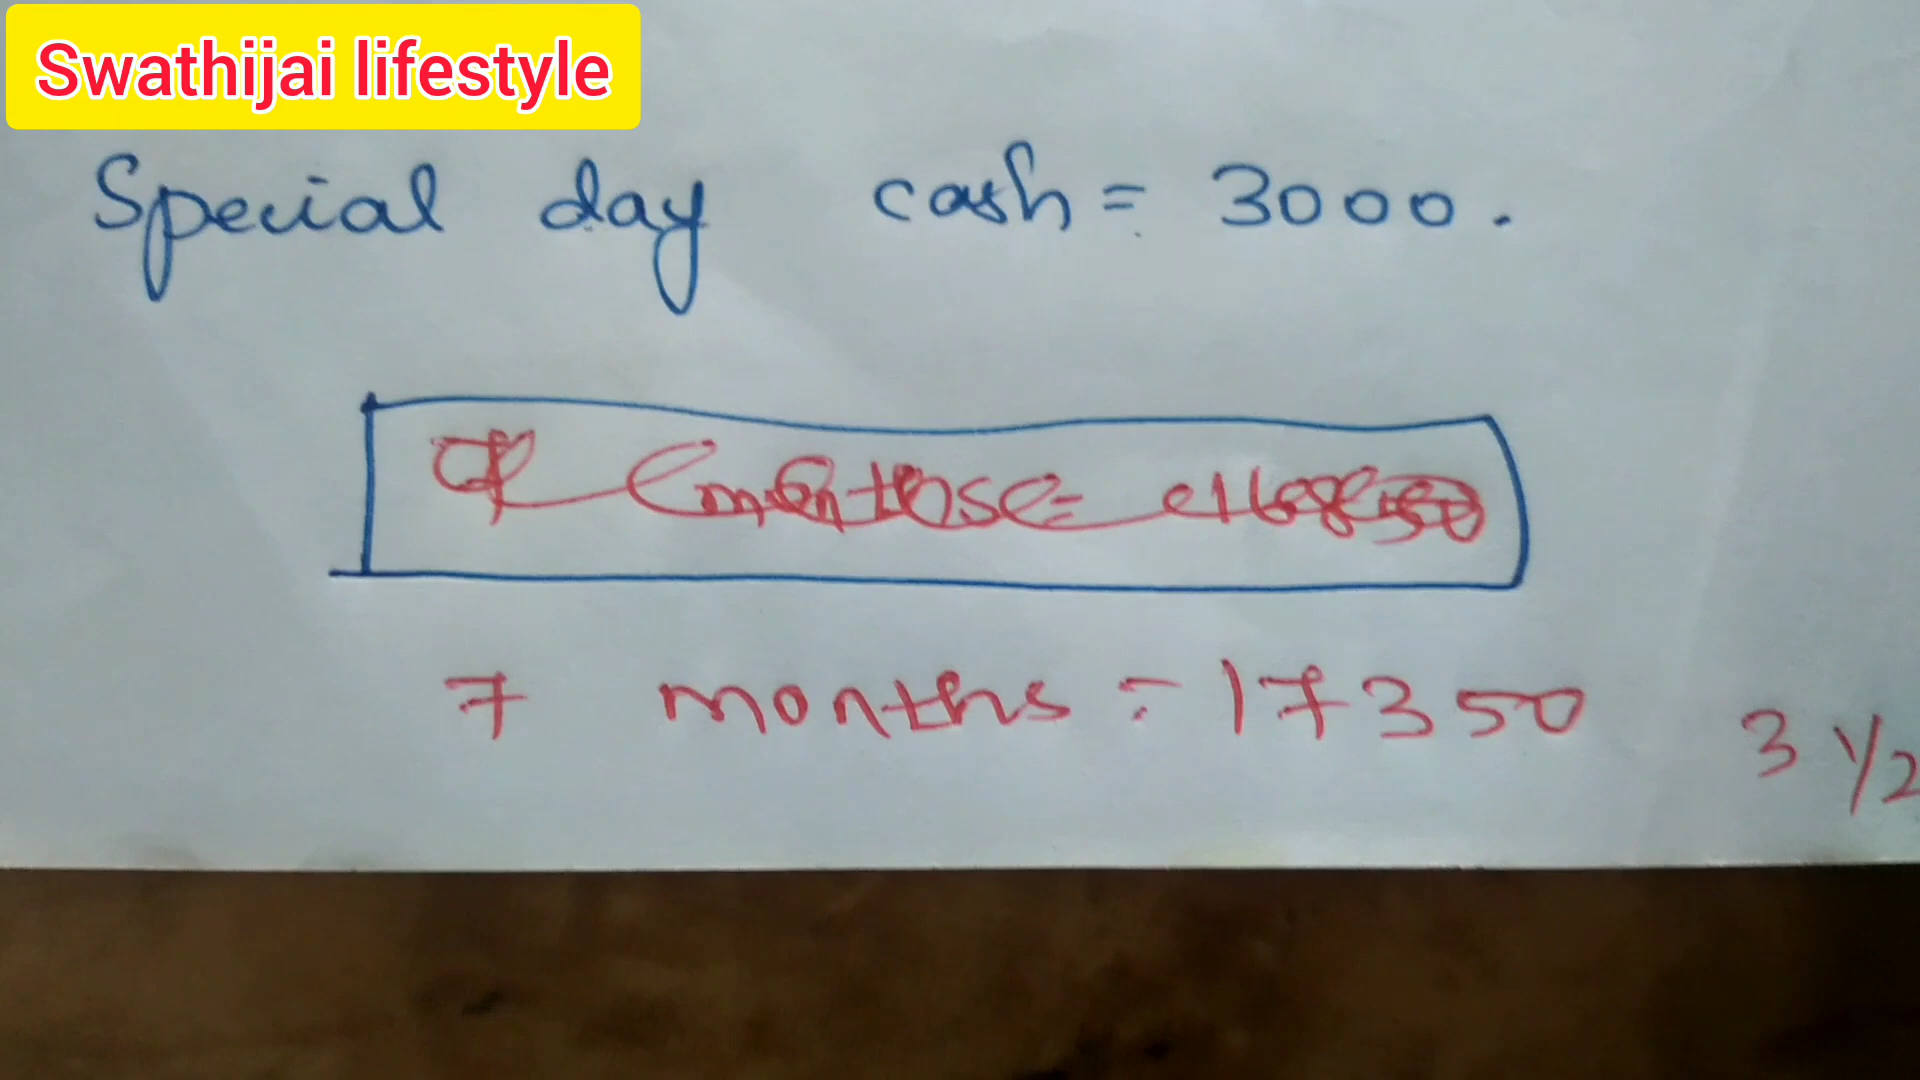 Swathijai lifestyle
Special day cash = 3000.
7 months = 17350
3 1/2